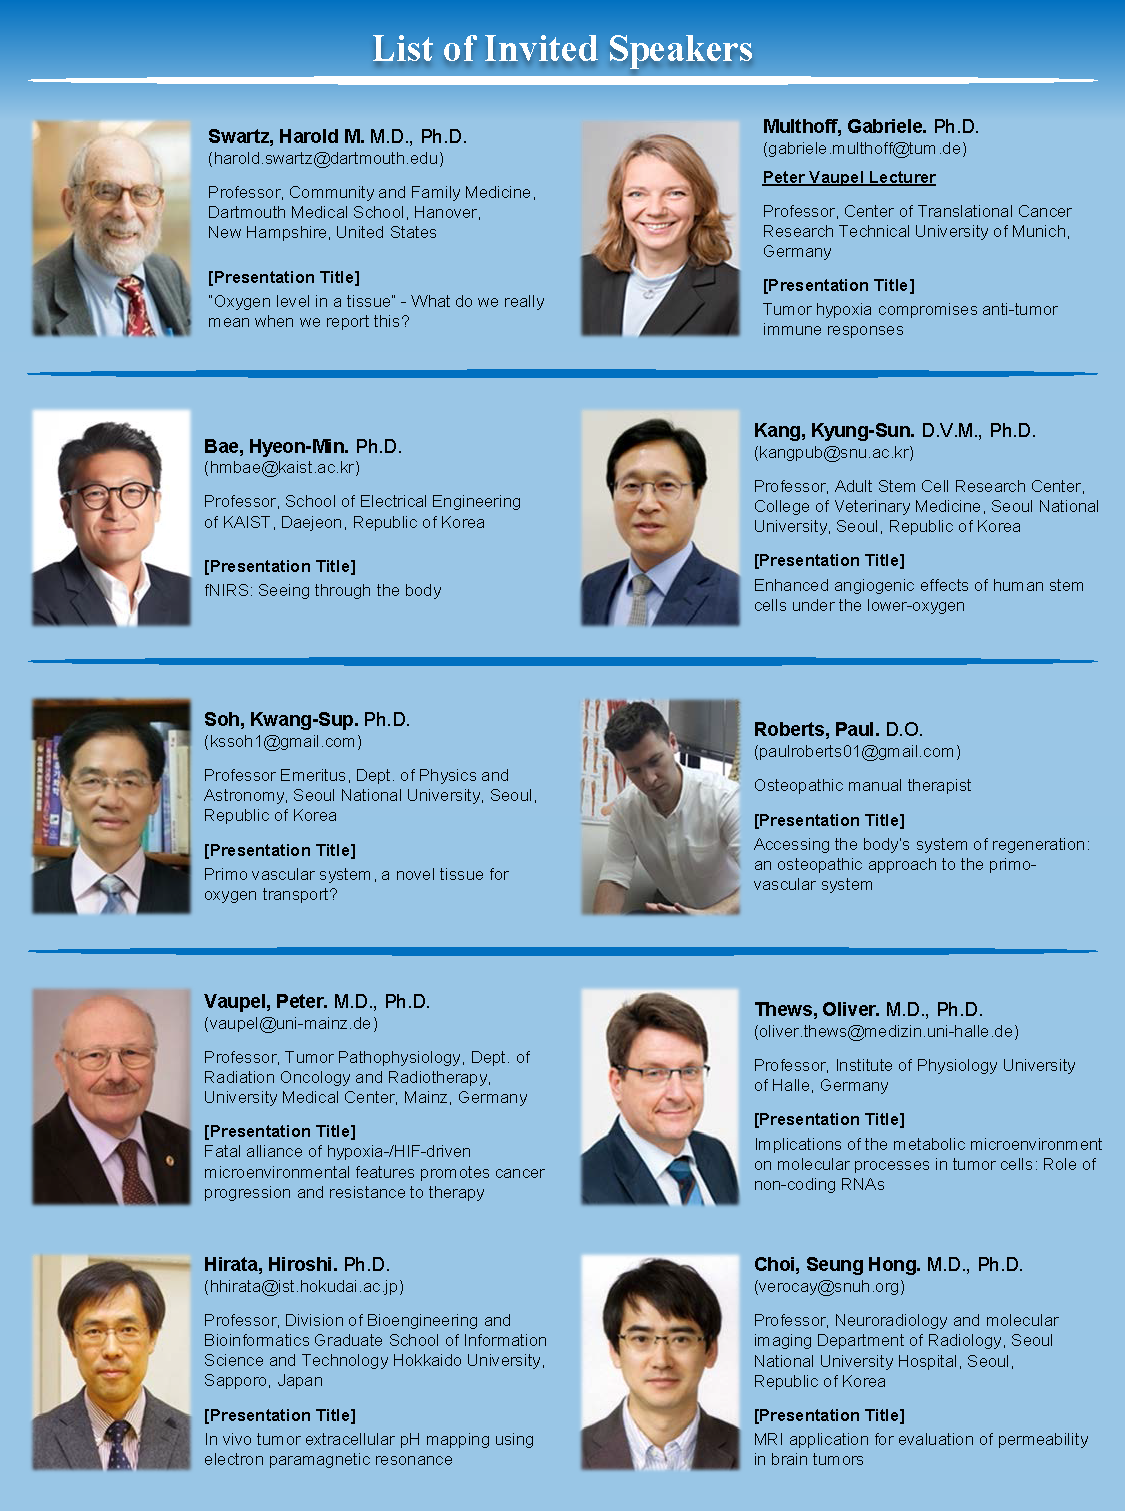 List of Invited Speakers
Swartz, Harold M. M.D., Ph.D.
(harold.swartz@dartmouth.edu)
Professor, Community and Family Medicine,
Dartmouth Medical School, Hanover,
New Hampshire, United States
[Presentation Title]
"Oxygen level in a tissue" - What do we really
mean when we report this?
Multhoff, Gabriele. Ph.D.
(gabriele.multhoff@tum.de)
Peter Vaupel Lecturer
Professor, Center of Translational Cancer
Research Technical University of Munich,
Germany
[Presentation Title]
Tumor hypoxia compromises anti-tumor
immune responses
Bae, Hyeon-Min. Ph.D.
(hmbae@kaist.ac.kr)
Professor, School of Electrical Engineering
of KAIST, Daejeon, Republic of Korea
[Presentation Title]
fNIRS: Seeing through the body
Kang, Kyung-Sun. D.V.M., Ph.D.
(kangpub@snu.ac.kr)
Professor, Adult Stem Cell Research Center,
College of Veterinary Medicine, Seoul National
University, Seoul, Republic of Korea
[Presentation Title]
Enhanced angiogenic effects of human stem
cells under the lower-oxygen
Soh, Kwang-Sup. Ph.D.
(kssoh1@gmail.com)
Professor Emeritus, Dept. of Physics and
Astronomy, Seoul National University, Seoul,
Republic of Korea
[Presentation Title]
Primo vascular system, a novel tissue for
oxygen transport?
Roberts, Paul. D.O.
(paulroberts01@gmail.com)
Osteopathic manual therapist
[Presentation Title]
Accessing the body's system of regeneration:
an osteopathic approach to the primo-
vascular system
Vaupel, Peter. M.D., Ph.D.
(vaupel@uni-mainz.de)
Professor, Tumor Pathophysiology, Dept. of
Radiation Oncology and Radiotherapy,
University Medical Center, Mainz, Germany
[Presentation Title]
Fatal alliance of hypoxia-/HIF-driven
microenvironmental features promotes cancer
progression and resistance to therapy
Thews, Oliver. M.D., Ph.D.
(oliver.thews@medizin.uni-halle.de)
Professor, Institute of Physiology University
of Halle, Germany
[Presentation Title]
Implications of the metabolic microenvironment
on molecular processes in tumor cells: Role of
non-coding RNAs
Hirata, Hiroshi. Ph.D.
(hhirata@ist.hokudai.ac.jp)
Professor, Division of Bioengineering and
Bioinformatics Graduate School of Information
Science and Technology Hokkaido University,
Sapporo, Japan
[Presentation Title]
In vivo tumor extracellular pH mapping using
electron paramagnetic resonance
Choi, Seung Hong. M.D., Ph.D.
(verocay@snuh.org)
Professor, Neuroradiology and molecular
imaging Department of Radiology, Seoul
National University Hospital, Seoul,
Republic of Korea
[Presentation Title]
MRI application for evaluation of permeability
in brain tumors